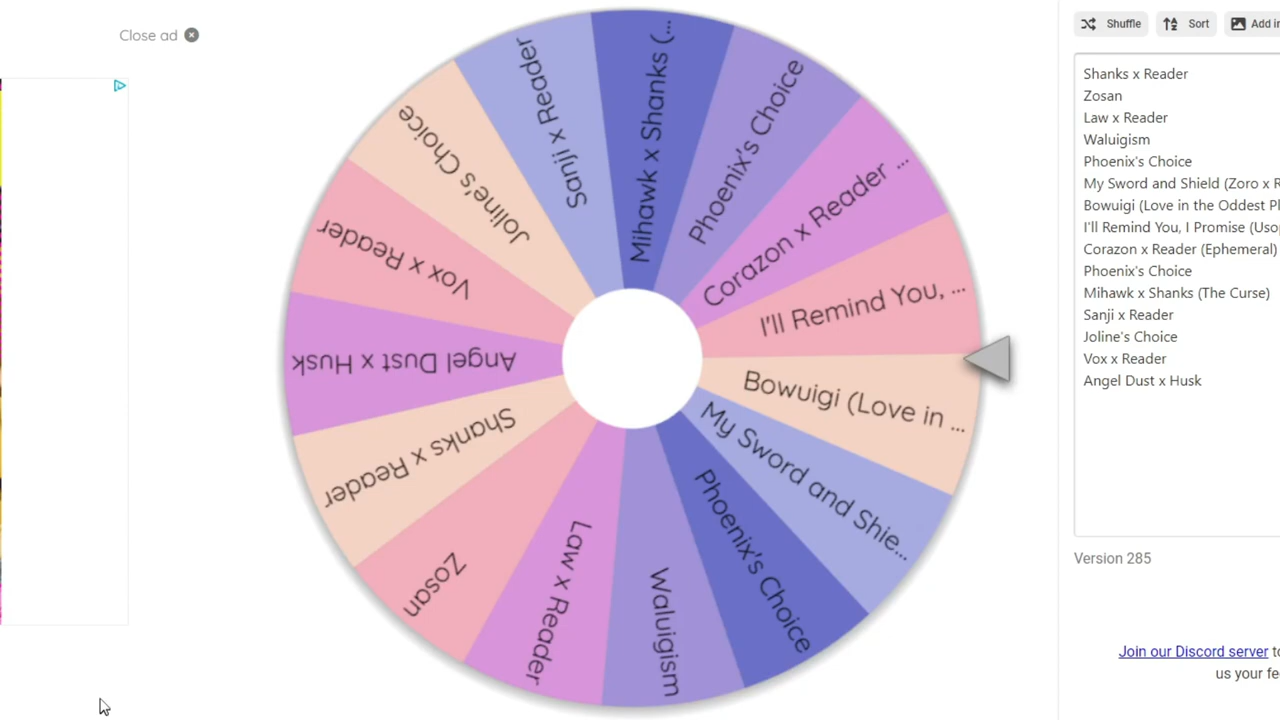 Close ad
Shuffle
Sort
Add
Mihawk x Shanks (...
Phoenix's Choice
Corazon x Reader ...
I'll Remind You, ...
Bowuigi (Love in ...
My Sword and Shie...
Phoenix's Choice
Waluigism
Law x Reader
Zosan
Shanks x Reader
Angel Dust x Husk
Vox x Reader
Joline's Choice
Sanji x Reader
Shanks x Reader
Zosan
Law x Reader
Waluigism
Phoenix's Choice
My Sword and Shield (Zoro x R
Bowuigi (Love in the Oddest Pl
I'll Remind You, I Promise (Uso
Corazon x Reader (Ephemeral)
Phoenix's Choice
Mihawk x Shanks (The Curse)
Sanji x Reader
Joline's Choice
Vox x Reader
Angel Dust x Husk
Version 285
Join our Discord server to
us your fe